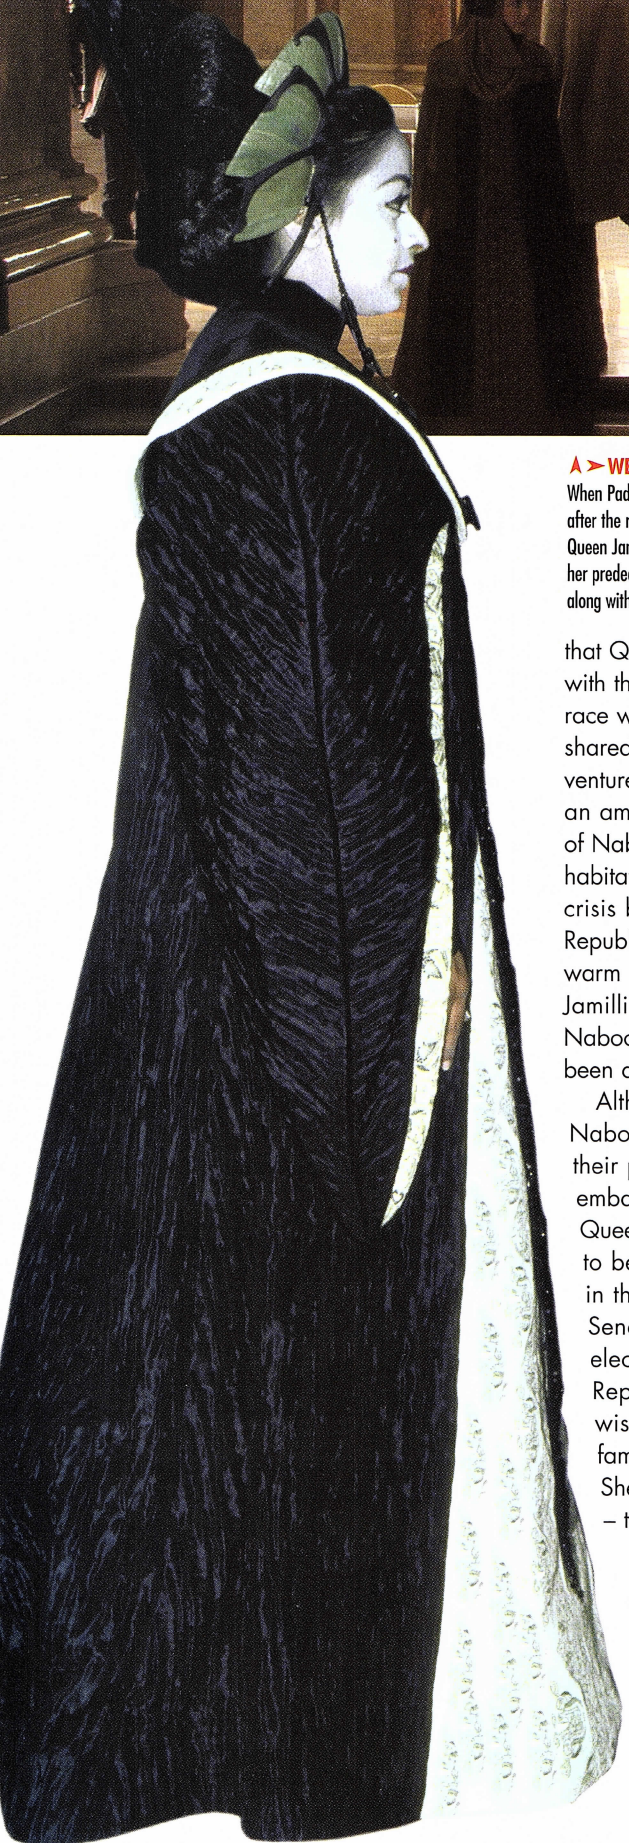 WE
When Pad
after the r
Queen Jar
her predec
along with
that Q
with th
race w
shared
venture
an am
of Nab
habita
crisis b
Repub
warm
Jamilli
Naboo
been c
Alth
Nabo
their p
emba
Quee
to be
in th
Sena
elec
Rep
wis
fam
She
– t